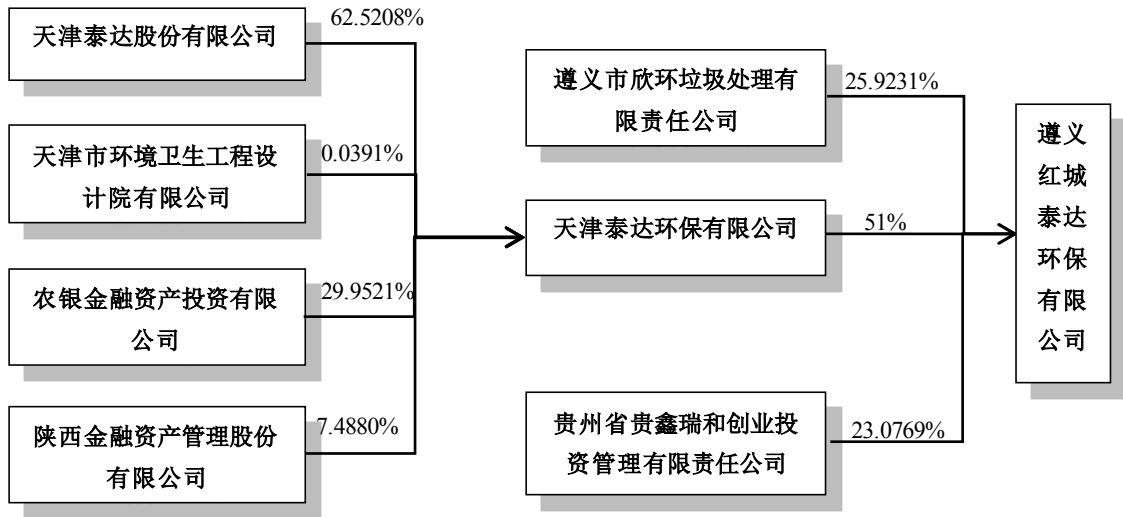 天津泰达股份有限公司
62.5208%
天津市环境卫生工程设
计院有限公司
0.0391%
农银金融资产投资有限
公司
29.9521%
陕西金融资产管理股份
有限公司
7.4880%
遵义市欣环垃圾处理有
限责任公司
25.9231%
天津泰达环保有限公司
51%
贵州省贵鑫瑞和创业投
资管理有限责任公司
23.0769%
遵义
红城
泰达
环保
有限
公司